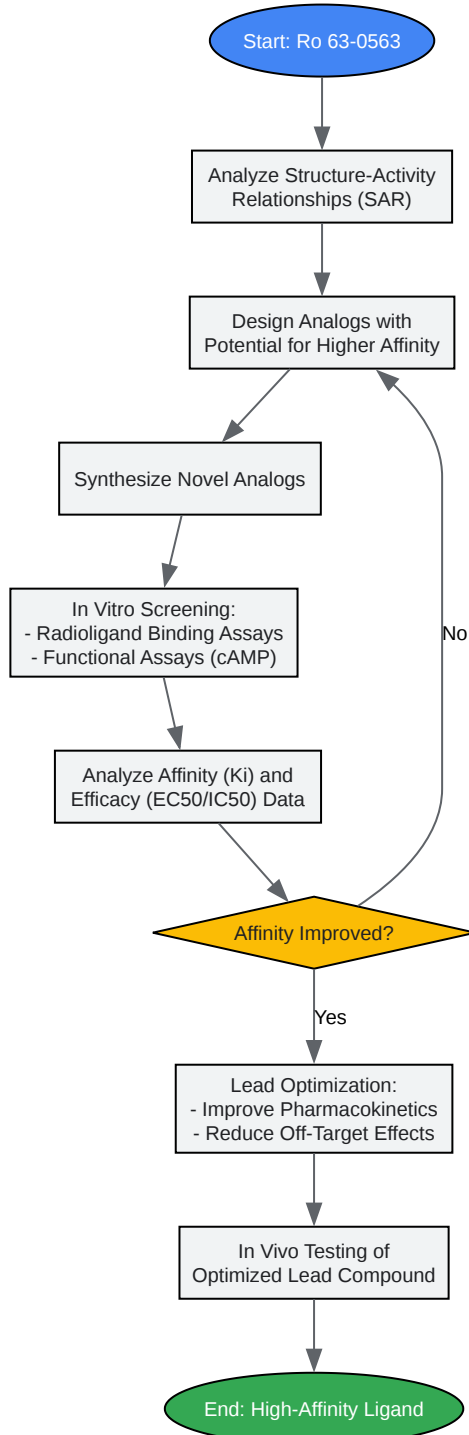 Start: Ro 63-0563
Analyze Structure-Activity
Relationships (SAR)
Design Analogs with
Potential for Higher Affinity
Synthesize Novel Analogs
In Vitro Screening:
- Radioligand Binding Assays
- Functional Assays (cAMP)
No
Analyze Affinity (Ki) and
Efficacy (EC50/IC50) Data
Affinity Improved?
Yes
Lead Optimization:
- Improve Pharmacokinetics
- Reduce Off-Target Effects
In Vivo Testing of
Optimized Lead Compound
End: High-Affinity Ligand